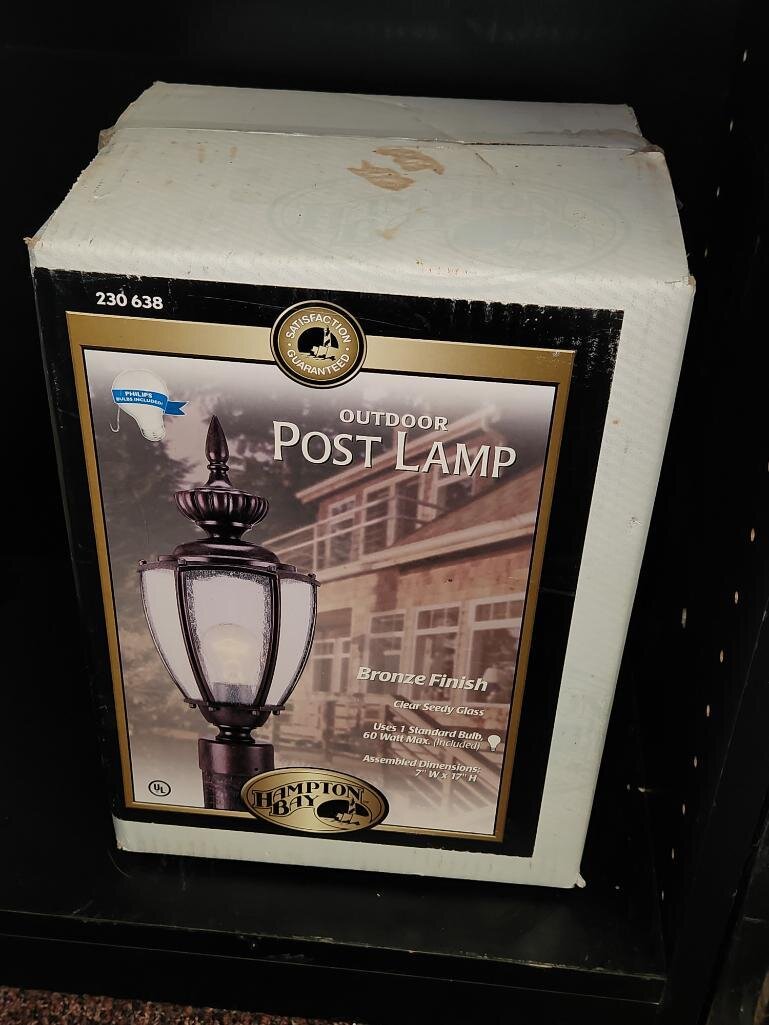 230 638
SATISFACTION
GUARANTEED
PHILIPS
BULBS INCLUDED!
OUTDOOR
POST LAMP
Bronze Finish
Clear Seedy Glass
Uses 1 Standard Bulb,
60 Watt Max. (Included)
Assembled Dimensions:
7" W x 17" H
UL
HAMPTON
BAY